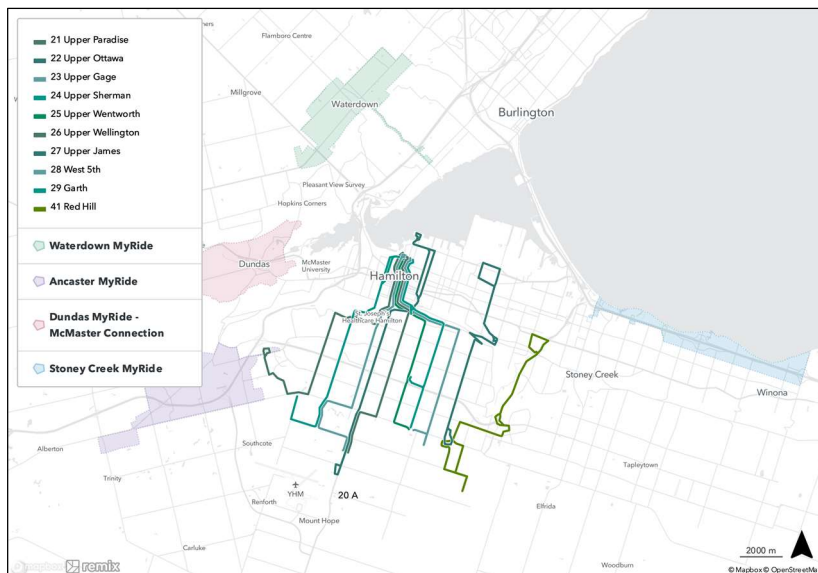 21 Upper Paradise
22 Upper Ottawa
23 Upper Gage
24 Upper Sherman
25 Upper Wentworth
26 Upper Wellington
27 Upper James
28 West 5th
29 Garth
41 Red Hill
Waterdown MyRide
Ancaster MyRide
Dundas MyRide -
McMaster Connection
Stoney Creek MyRide
Flamboro Centre
Millgrove
Waterdown
Burlington
Pleasant View Survey
Hopkins Corners
Dundas
McMaster
University
Hamilton
St. Joseph's
Healthcare Hamilton
Stoney Creek
Winona
Alberton
Southcote
Trinity
Tapleytown
YHM
20 A
Renforth
Mount Hope
Elfrida
Carluke
Woodburn
2000 m
mapbox remix
© Mapbox © OpenStreetMa